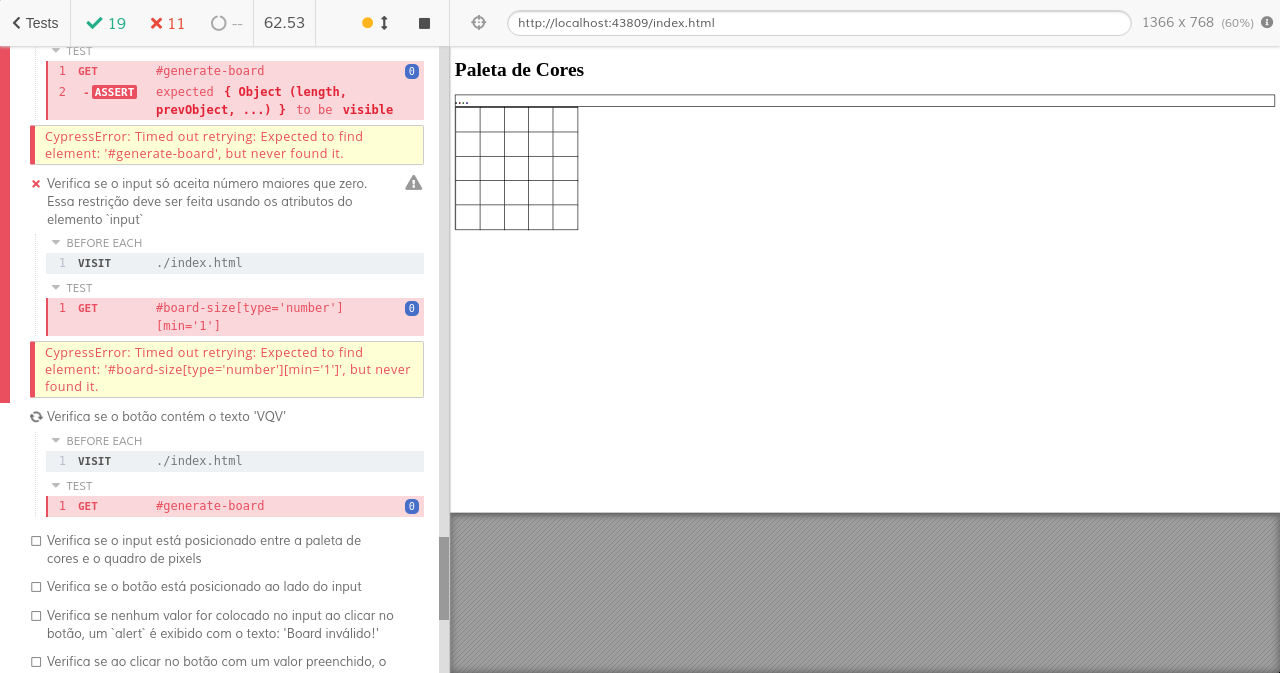 Tests 19 11 -- 62.53
http://localhost:43809/index.html 1366 x 768 (60%)
TEST
1 GET #generate-board 0
2 -ASSERT expected { Object (length,
prevObject, ...) } to be visible
CypressError: Timed out retrying: Expected to find
element: '#generate-board', but never found it.
Verifica se o input só aceita número maiores que zero.
Essa restrição deve ser feita usando os atributos do
elemento `input`
BEFORE EACH
1 VISIT ./index.html
TEST
1 GET #board-size[type='number'] 0
[min='1']
CypressError: Timed out retrying: Expected to find
element: '#board-size[type='number'][min='1']', but never
found it.
Verifica se o botão contém o texto 'VQV'
BEFORE EACH
1 VISIT ./index.html
TEST
1 GET #generate-board 0
Verifica se o input está posicionado entre a paleta de
cores e o quadro de pixels
Verifica se o botão está posicionado ao lado do input
Verifica se nenhum valor for colocado no input ao clicar no
botão, um `alert` é exibido com o texto: 'Board inválido!'
Verifica se ao clicar no botão com um valor preenchido, o
Paleta de Cores
....